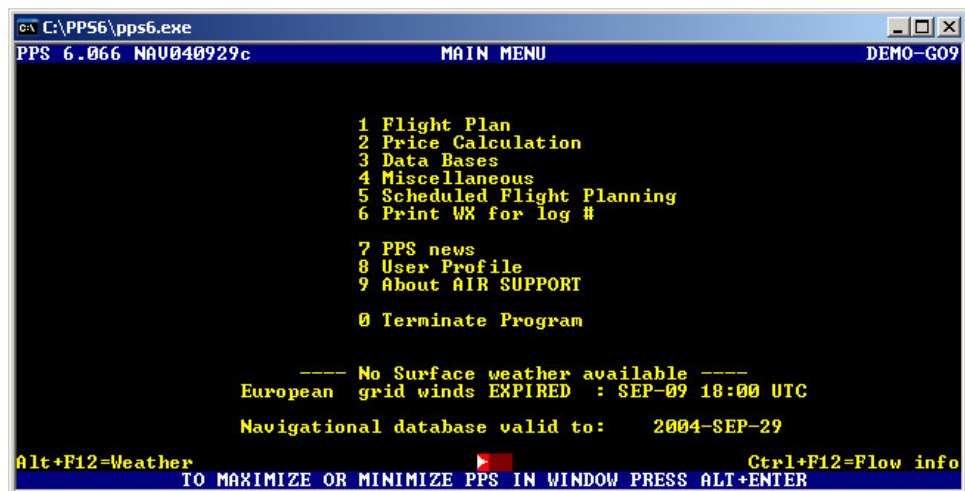 C:\PPS6\pps6.exe
PPS 6.066 NAV040929c MAIN MENU DEMO-GO9
1 Flight Plan
2 Price Calculation
3 Data Bases
4 Miscellaneous
5 Scheduled Flight Planning
6 Print WX for log #
7 PPS news
8 User Profile
9 About AIR SUPPORT
0 Terminate Program
---- No Surface weather available ----
European grid winds EXPIRED : SEP-09 18:00 UTC
Navigational database valid to: 2004-SEP-29
Alt+F12=Weather Ctrl+F12=Flow info
TO MAXIMIZE OR MINIMIZE PPS IN WINDOW PRESS ALT+ENTER